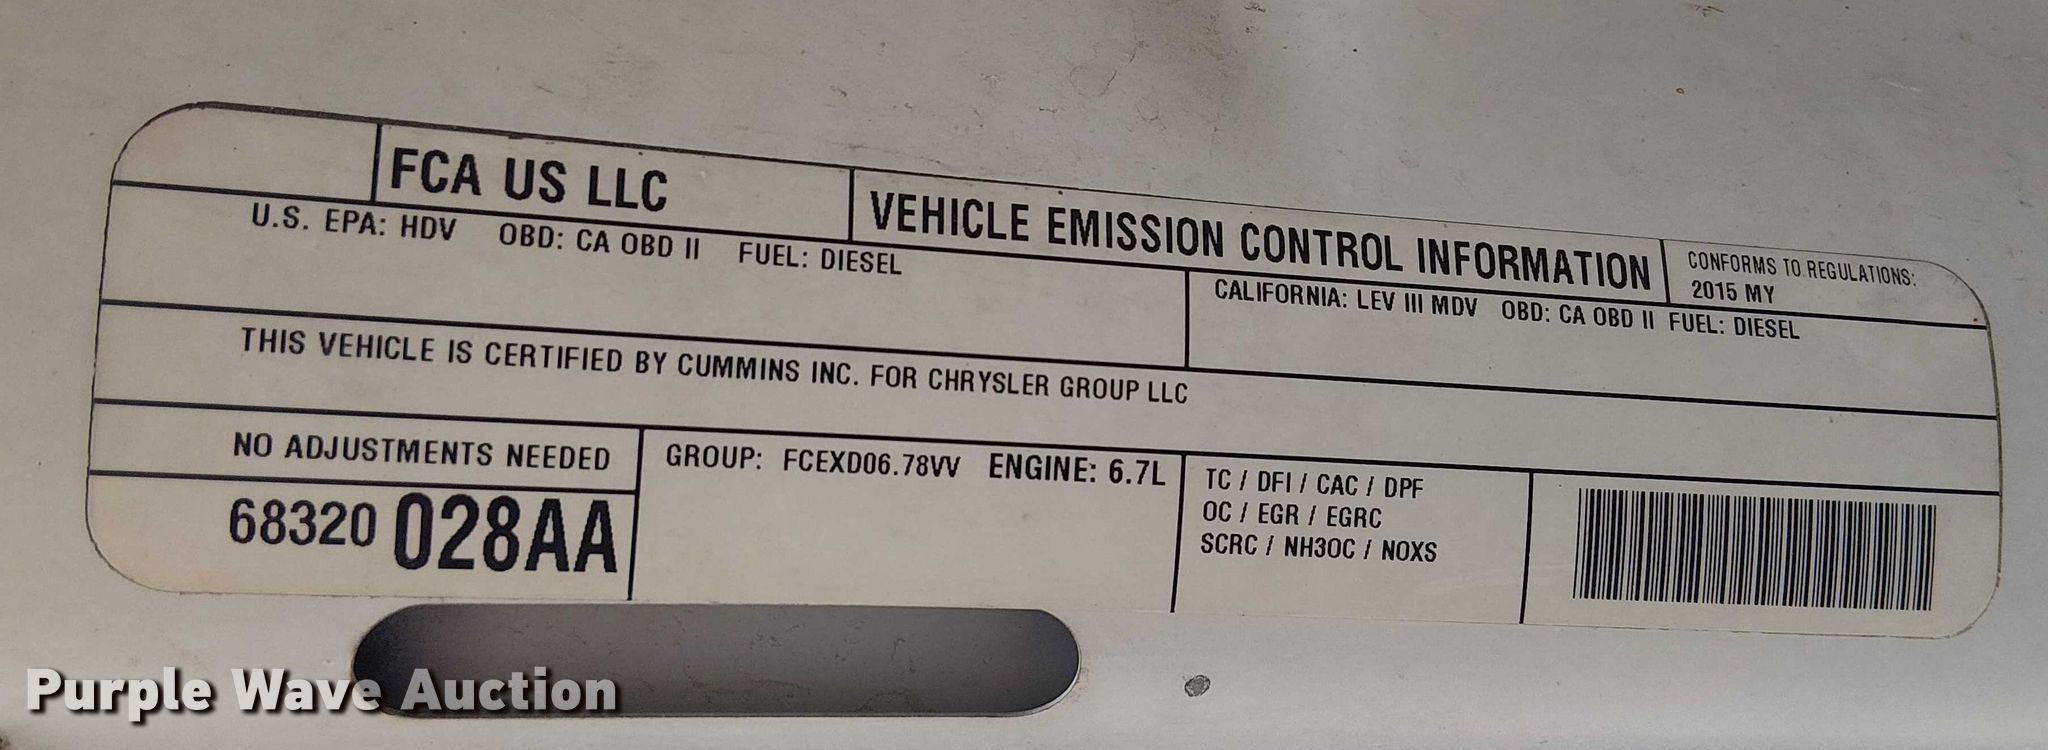 FCA US LLC
VEHICLE EMISSION CONTROL INFORMATION
CONFORMS TO REGULATIONS:
2015 MY
U.S. EPA: HDV OBD: CA OBD II FUEL: DIESEL
CALIFORNIA: LEV III MDV OBD: CA OBD II FUEL: DIESEL
THIS VEHICLE IS CERTIFIED BY CUMMINS INC. FOR CHRYSLER GROUP LLC
NO ADJUSTMENTS NEEDED
68320 028AA
GROUP: FCEXD06.78VV ENGINE: 6.7L
TC / DFI / CAC / DPF
OC / EGR / EGRC
SCRC / NH3OC / NOXS
Purple Wave Auction